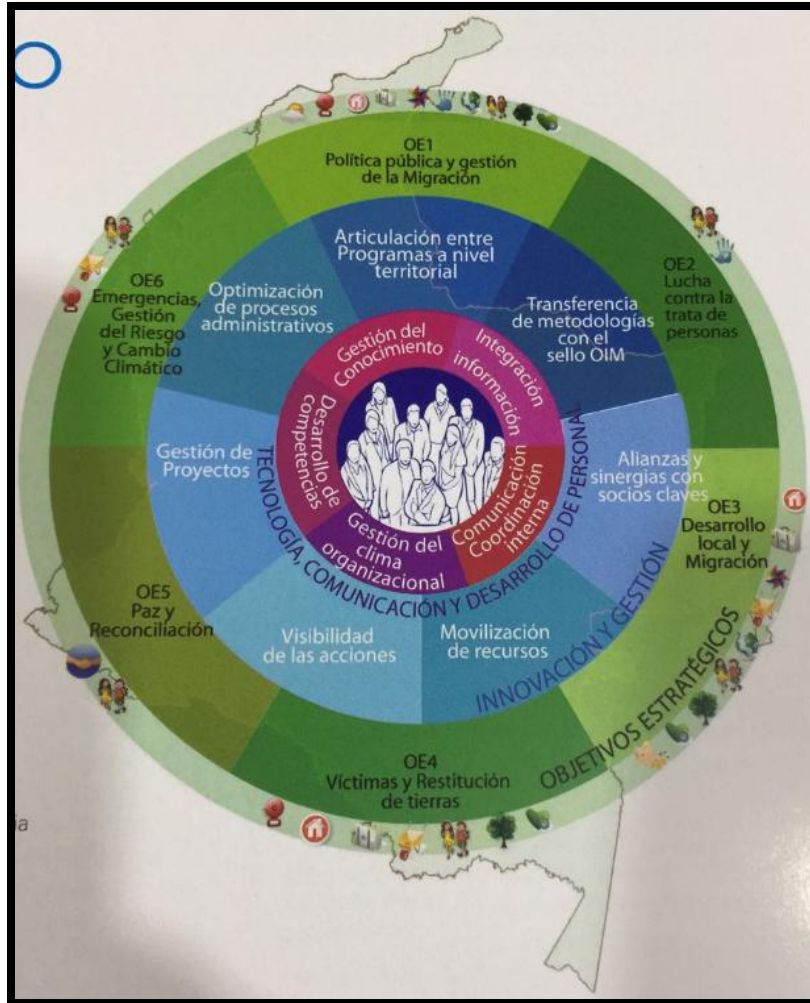 OE1
Política pública y gestión
de la Migración
OE2
Lucha
contra la
trata de
personas
OE3
Desarrollo
local y
Migración
OE4
Víctimas y Restitución
de tierras
OE5
Paz y
Reconciliación
OE6
Emergencias,
Gestión
del Riesgo
y Cambio
Climático
OBJETIVOS ESTRATÉGICOS
Articulación entre
Programas a nivel
territorial
Transferencia
de metodologías
con el
sello OIM
Alianzas y
sinergias con
socios claves
Movilización
de recursos
Visibilidad
de las acciones
Gestión de
Proyectos
Optimización
de procesos
administrativos
INNOVACIÓN Y GESTIÓN
Gestión del
Conocimiento
Integración
información
Comunicación
Coordinación
interna
Gestión del
clima
organizacional
Desarrollo de
competencias
TECNOLOGÍA, COMUNICACIÓN Y DESARROLLO DE PERSONAL
ia